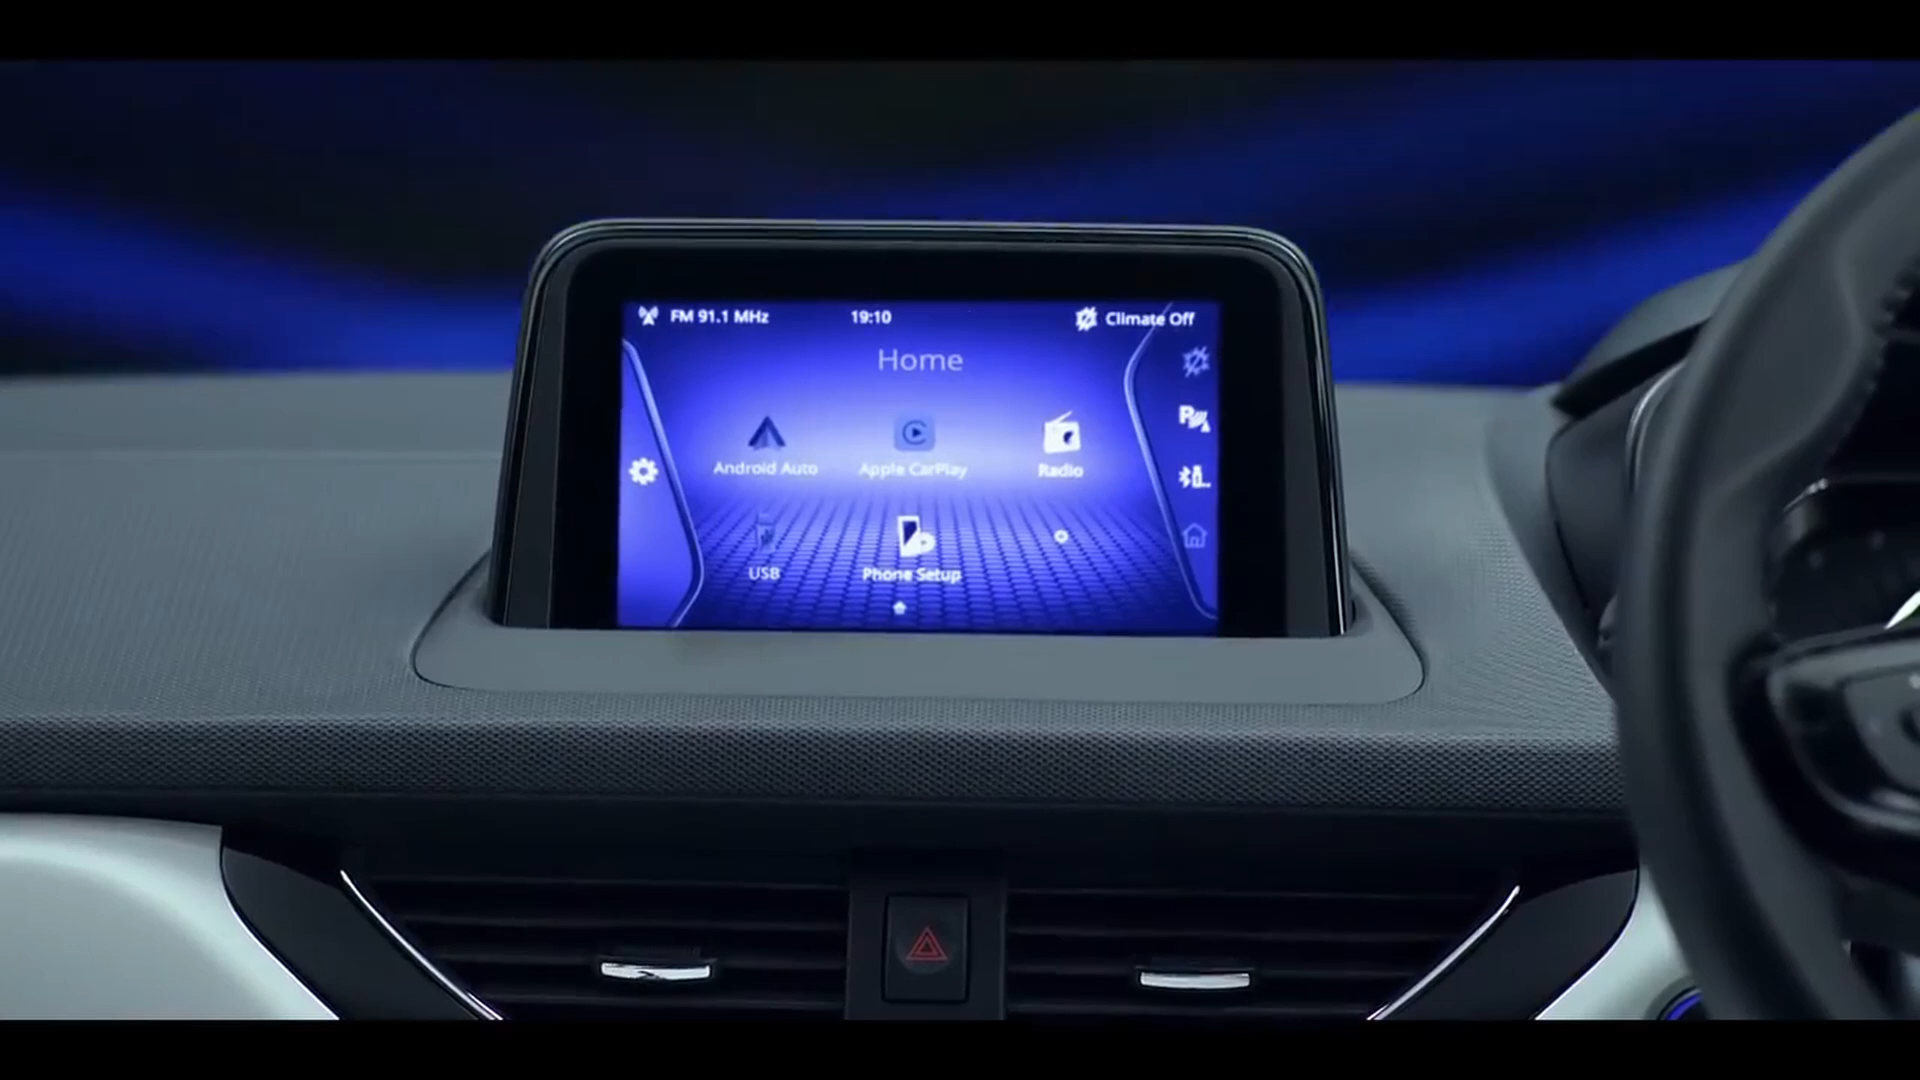 FM 91.1 MHz
19:10
Climate Off
Home
Android Auto
Apple CarPlay
Radio
USB
Phone Setup